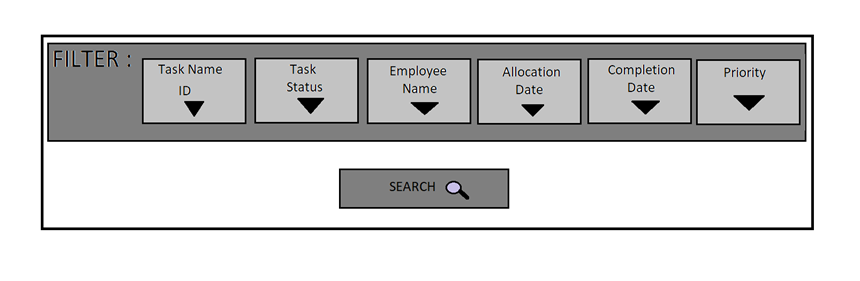 FILTER :
Task Name
ID
Task
Status
Employee
Name
Allocation
Date
Completion
Date
Priority
SEARCH